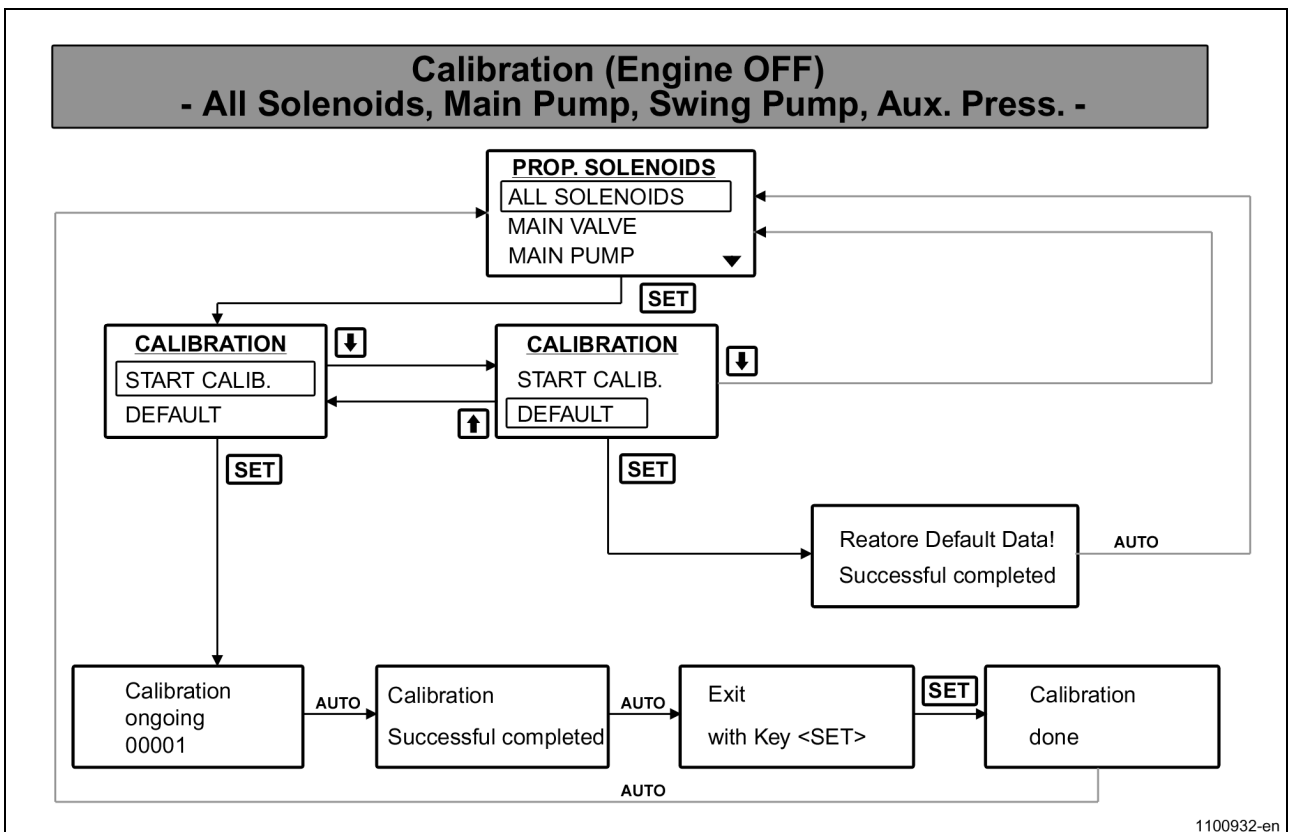 Calibration (Engine OFF)
- All Solenoids, Main Pump, Swing Pump, Aux. Press. -
PROP. SOLENOIDS
ALL SOLENOIDS
MAIN VALVE
MAIN PUMP
SET
CALIBRATION
START CALIB.
DEFAULT
CALIBRATION
START CALIB.
DEFAULT
SET
SET
Reatore Default Data!
Successful completed
AUTO
Calibration
ongoing
00001
AUTO
Calibration
Successful completed
AUTO
Exit
with Key <SET>
SET
Calibration
done
AUTO
1100932-en